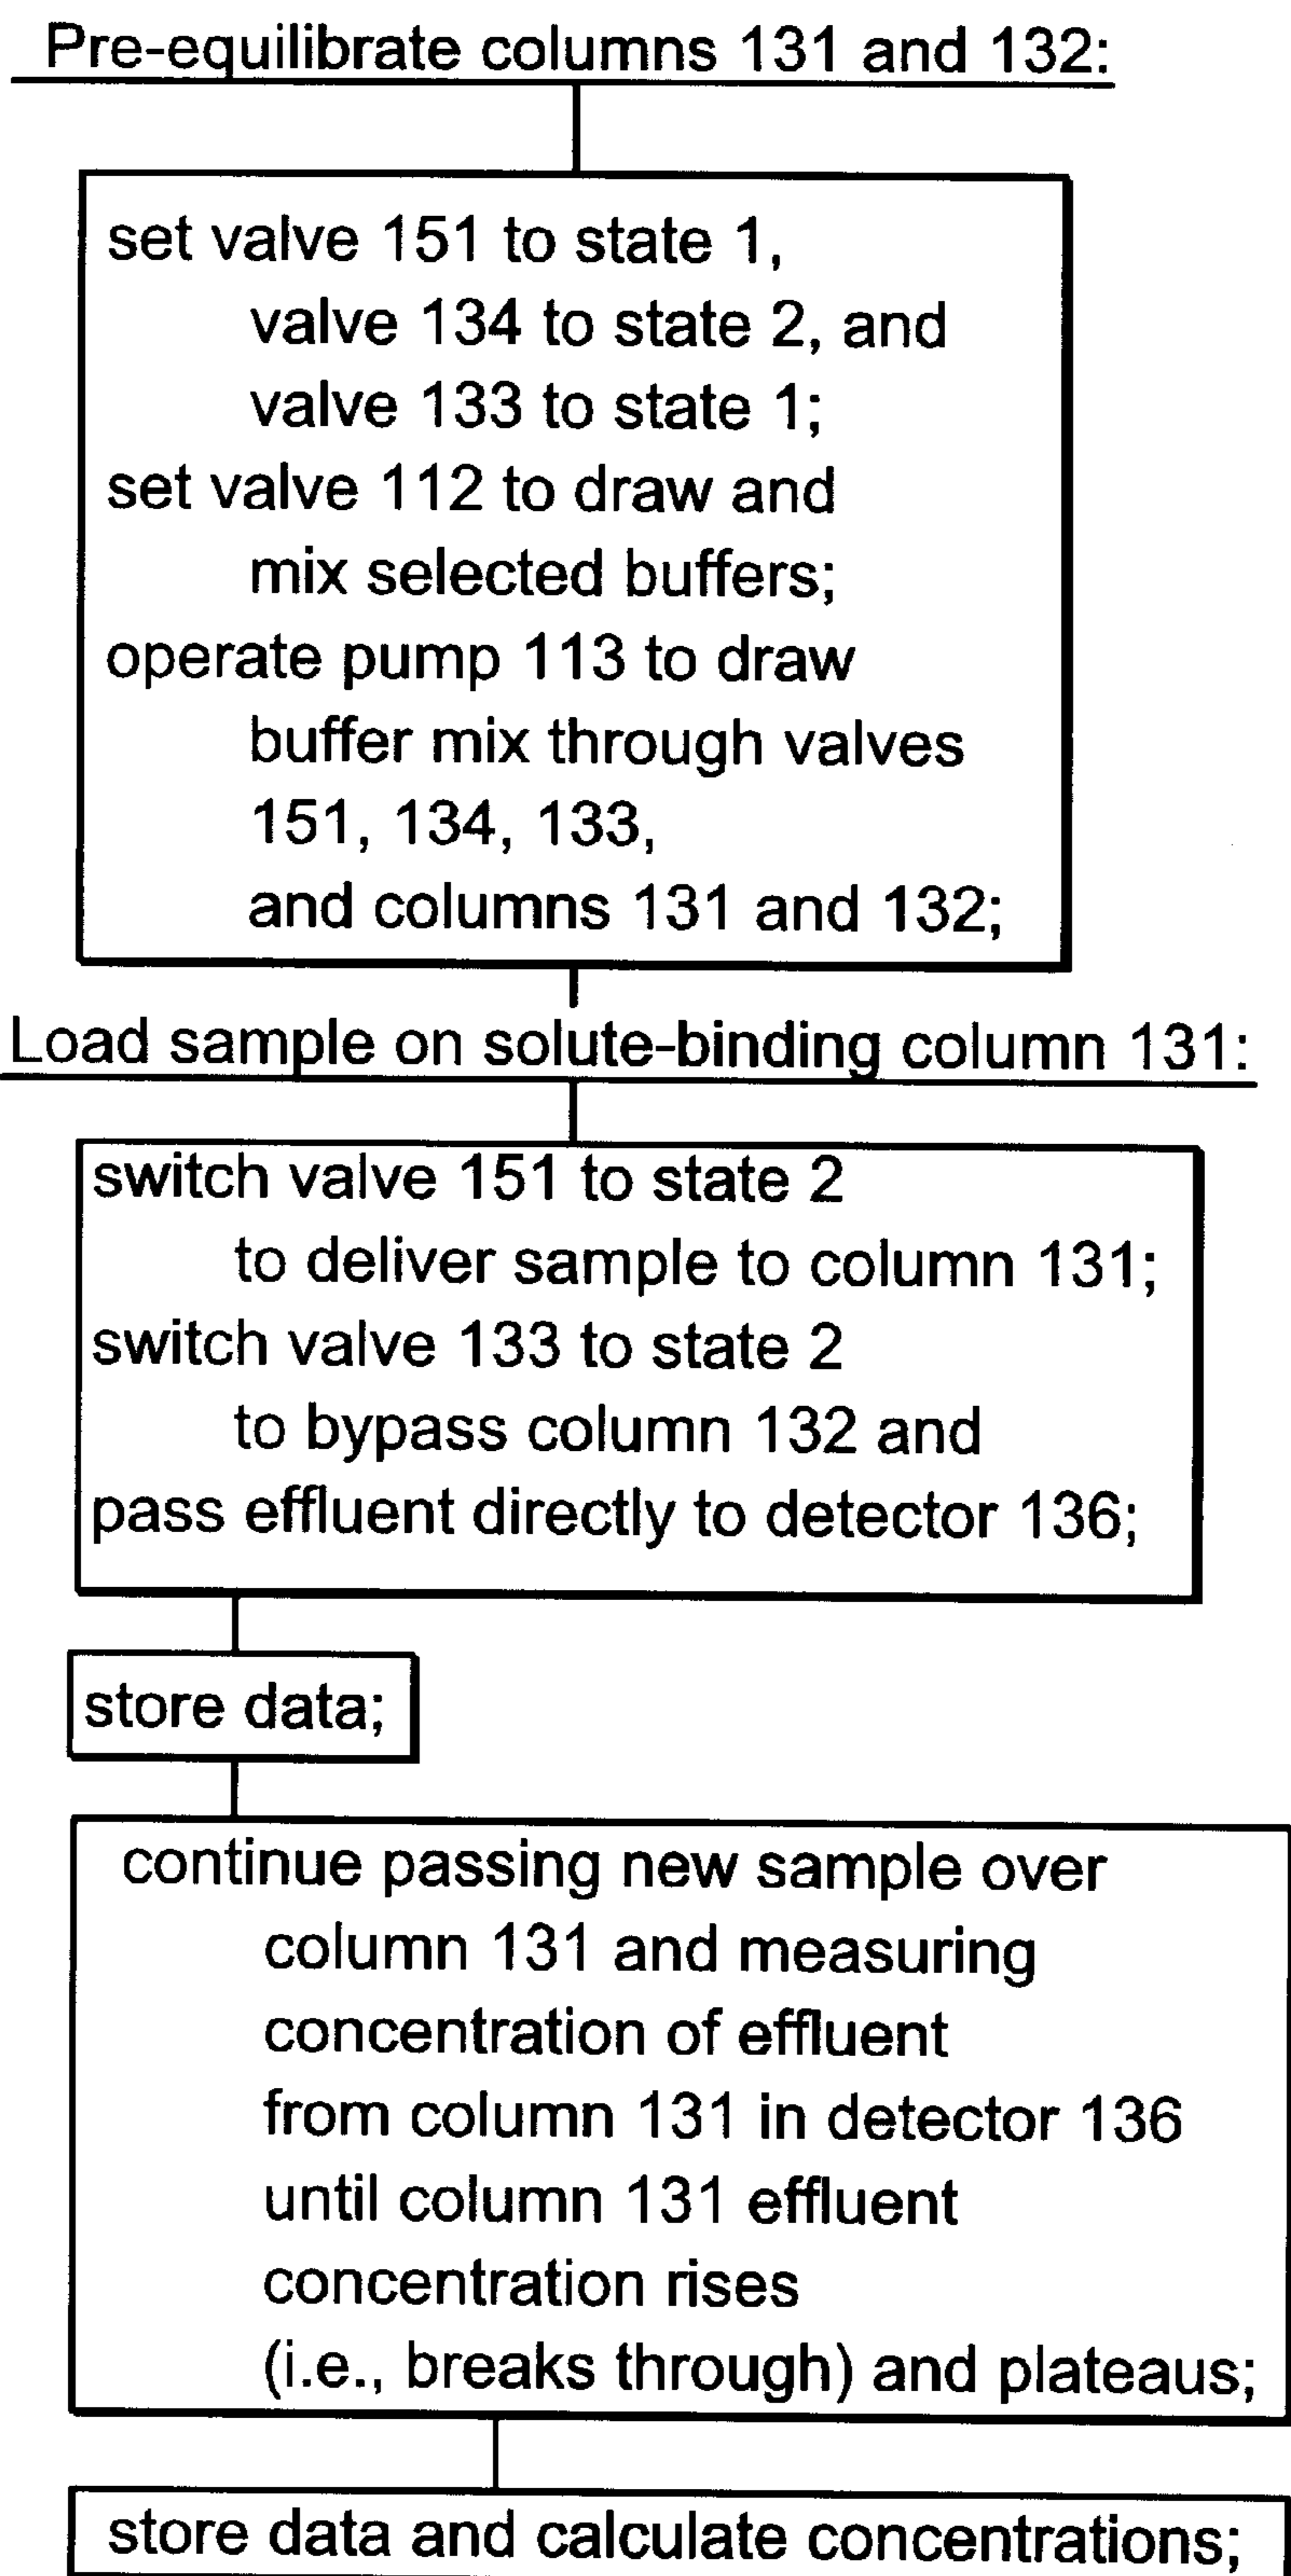 Pre-equilibrate columns 131 and 132:
set valve 151 to state 1,
valve 134 to state 2, and
valve 133 to state 1;
set valve 112 to draw and
mix selected buffers;
operate pump 113 to draw
buffer mix through valves
151, 134, 133,
and columns 131 and 132;
Load sample on solute-binding column 131:
switch valve 151 to state 2
to deliver sample to column 131;
switch valve 133 to state 2
to bypass column 132 and
pass effluent directly to detector 136;
store data;
continue passing new sample over
column 131 and measuring
concentration of effluent
from column 131 in detector 136
until column 131 effluent
concentration rises
(i.e., breaks through) and plateaus;
store data and calculate concentrations;